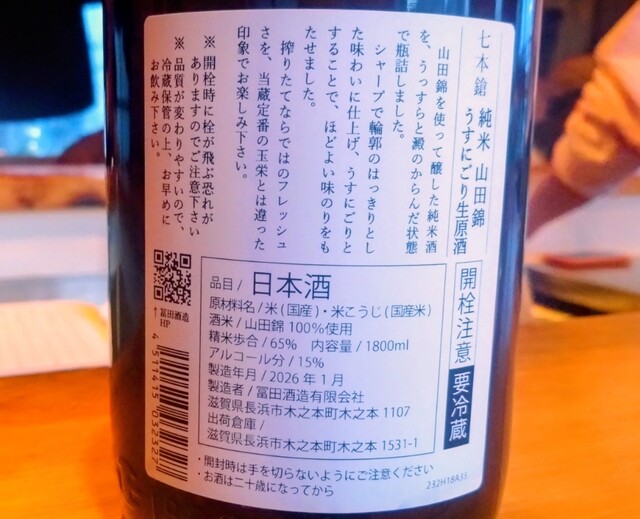 七本鎗 純米 山田錦
うすにごり生原酒
山田錦を使って醸した純米酒
を、うっすらと澱のからんだ状態
で瓶詰しました。
シャープで輪郭のはっきりとし
た味わいに仕上げ、うすにごりと
することで、ほどよい味のりをも
たせました。
搾りたてならではのフレッシュ
さを、当蔵定番の玉栄とは違った
印象でお楽しみ下さい。
※開栓時に栓が飛ぶ恐れが
ありますのでご注意下さい
※品質が変わりやすいので、
冷蔵保管の上、お早めに
お飲み下さい。
開栓注意
要冷蔵
品目/日本酒
原材料名/米(国産)・米こうじ(国産米)
酒米/山田錦 100%使用
精米歩合/65% 内容量/1800ml
アルコール分/15%
製造年月/2026年1月
製造者/冨田酒造有限会社
滋賀県長浜市木之本町木之本 1107
出荷倉庫/
滋賀県長浜市木之本町木之本 1531-1
↑冨田酒造
HP
4511415032327
・開封時は手を切らないようにご注意ください
・お酒は二十歳になってから
232H18A35